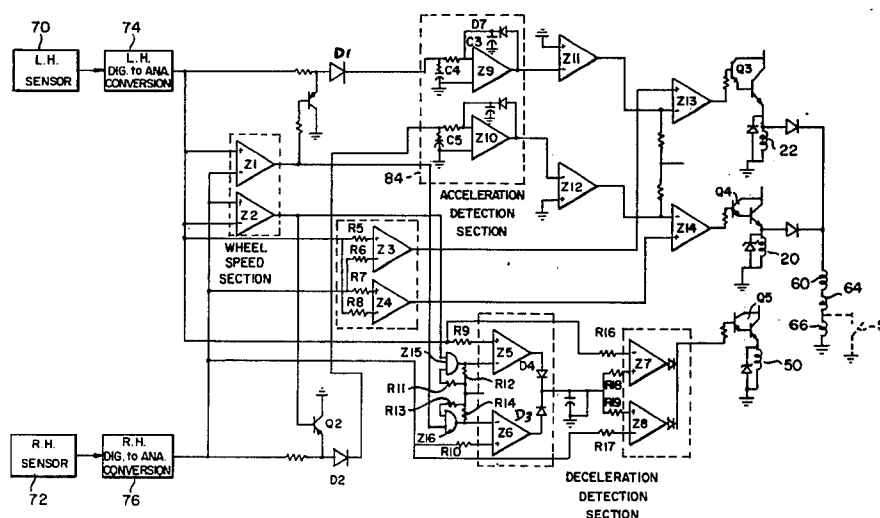 70
74
L.H.
SENSOR
L.H.
DIG. to ANA.
CONVERSION
D1
D7
C3
C4
Z9
Z11
Q3
Z13
22
C5
Z10
84
ACCELERATION
DETECTION
SECTION
Z12
Z1
Z2
WHEEL
SPEED
SECTION
Q4
Z14
20
R5
R6
Z3
R7
R8
Z4
60
64
66
Q5
50
R9
Z15
Z5
D4
R11
R12
R13
R14
D3
Z16
Z6
R10
R16
Z7
R18
R19
Z8
R17
DECELERATION
DETECTION
SECTION
Q2
D2
R.H.
SENSOR
R.H.
DIG. to ANA.
CONVERSION
72
76